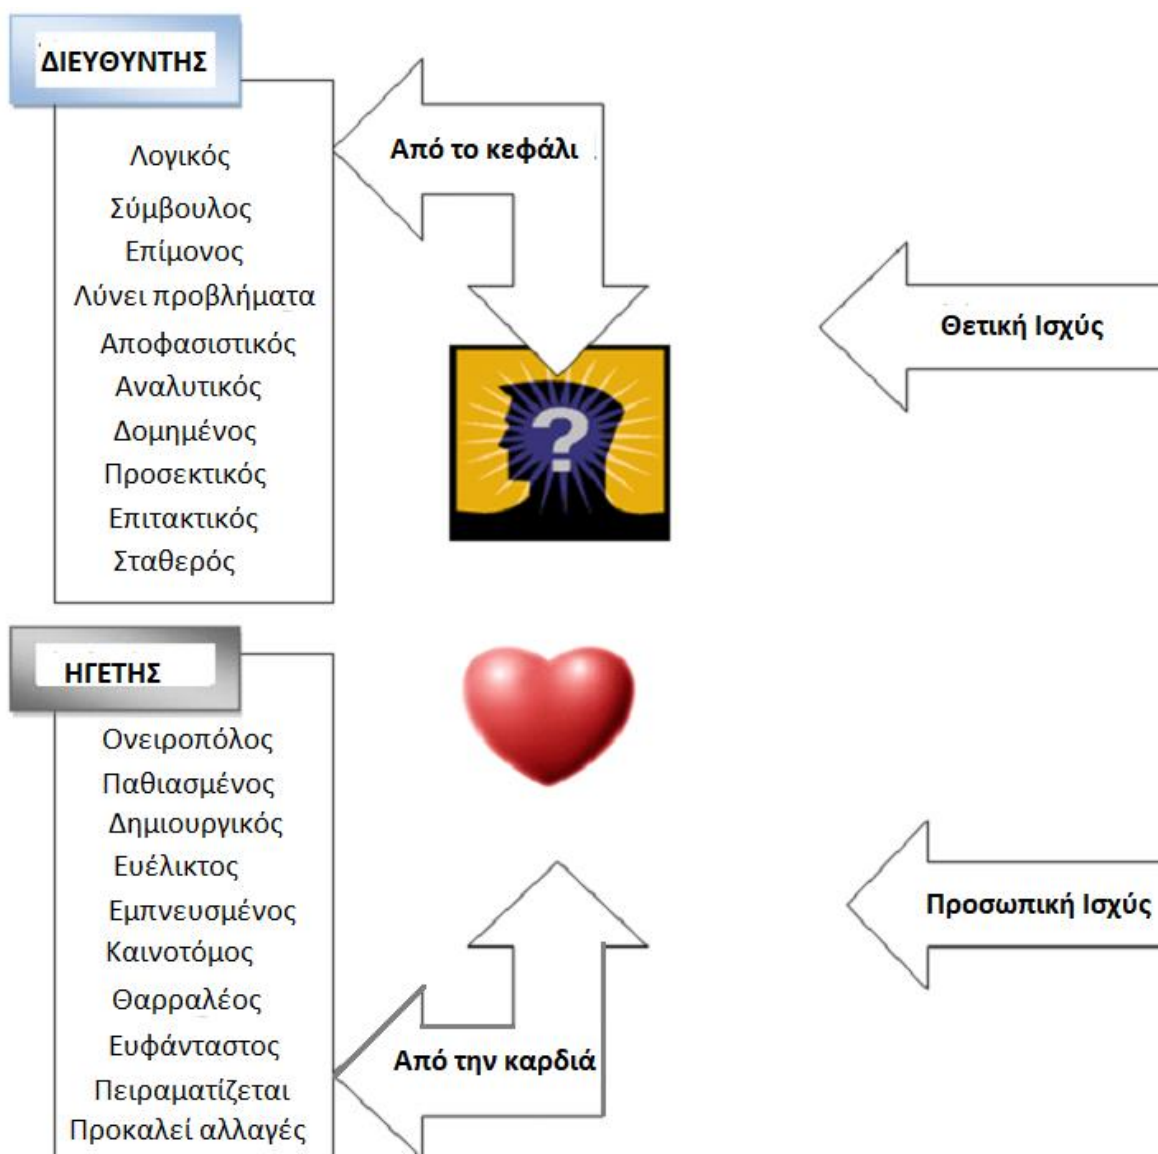 ΔΙΕΥΘΥΝΤΗΣ
Λογικός
Σύμβουλος
Επίμονος
Λύνει προβλήματα
Αποφασιστικός
Αναλυτικός
Δομημένος
Προσεκτικός
Επιτακτικός
Σταθερός
Από το κεφάλι
?
Θετική Ισχύς
ΗΓΕΤΗΣ
Ονειροπόλος
Παθιασμένος
Δημιουργικός
Ευέλικτος
Εμπνευσμένος
Καινοτόμος
Θαρραλέος
Ευφάνταστος
Πειραματίζεται
Προκαλεί αλλαγές
Από την καρδιά
Προσωπική Ισχύς